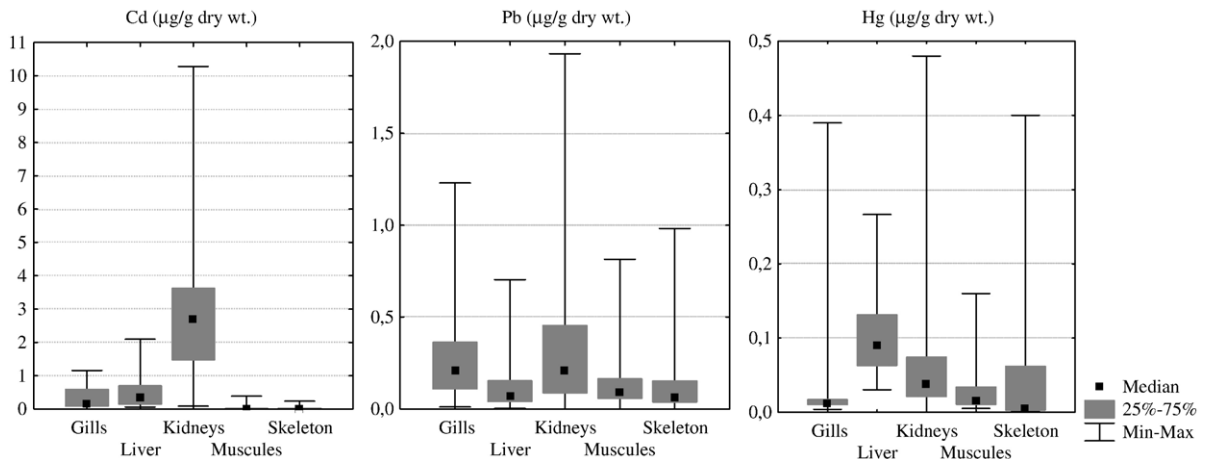 Cd (µg/g dry wt.)
11
10
9
8
7
6
5
4
3
2
1
0
Gills Kidneys Skeleton
Liver Muscules
Pb (µg/g dry wt.)
2,0
1,5
1,0
0,5
0,0
Gills Kidneys Skeleton
Liver Muscules
Hg (µg/g dry wt.)
0,5
0,4
0,3
0,2
0,1
0,0
Gills Kidneys Skeleton
Liver Muscules
Median
25%-75%
Min-Max